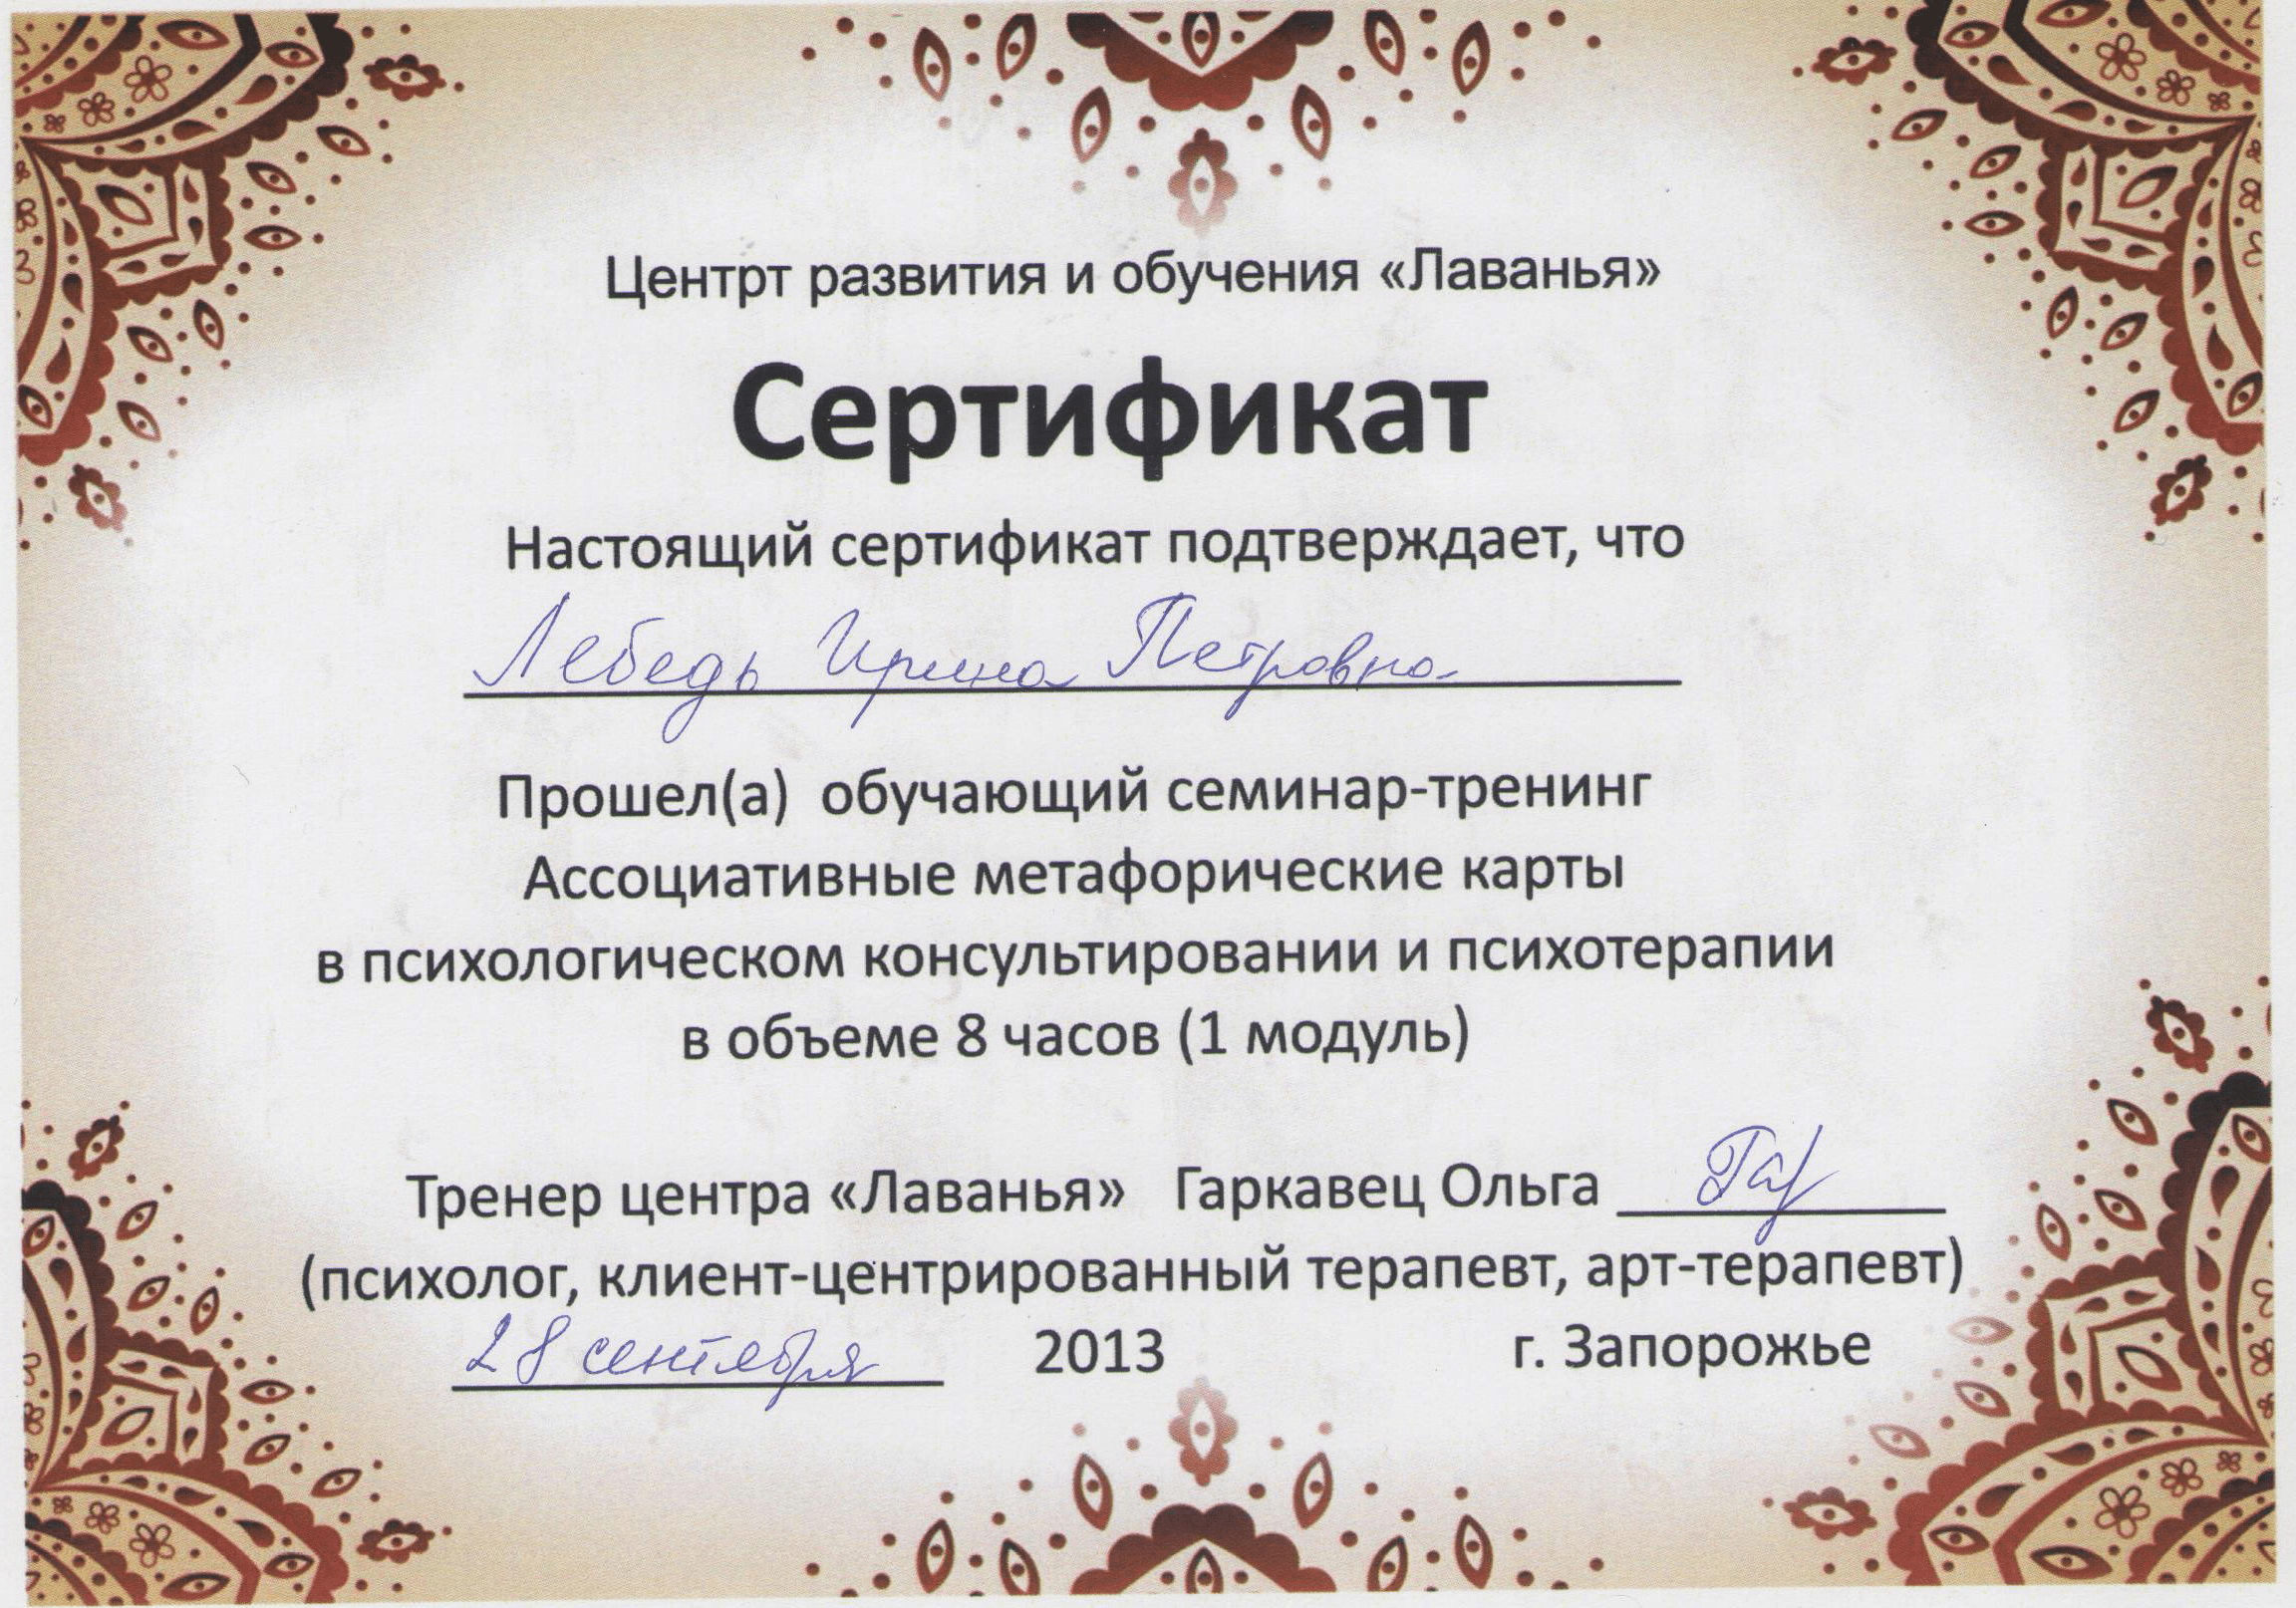 Центрт развития и обучения «Лаванья»
Сертификат
Настоящий сертификат подтверждает, что
Лебедь Ирина Петровна
Прошел(а) обучающий семинар-тренинг
Ассоциативные метафорические карты
в психологическом консультировании и психотерапии
в объеме 8 часов (1 модуль)
Тренер центра «Лаванья» Гаркавец Ольга Гар
(психолог, клиент-центрированный терапевт, арт-терапевт)
28 сентября 2013 г. Запорожье